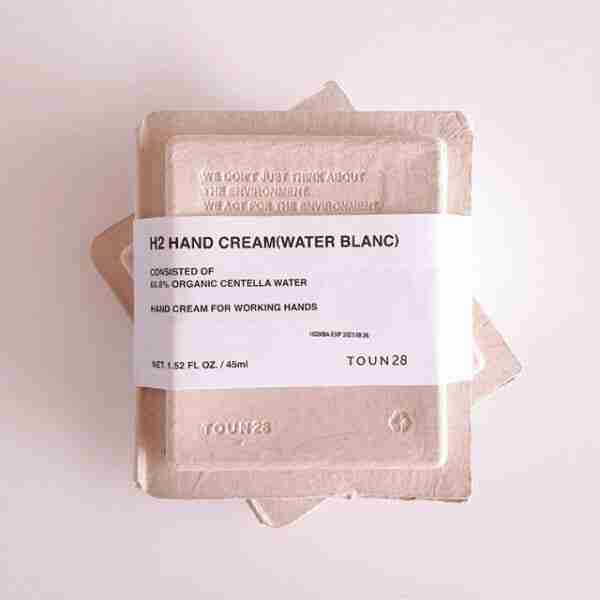 WE DON'T JUST THINK ABOUT
THE ENVIRONMENT.
WE ACT FOR THE ENVIRONMENT.
H2 HAND CREAM(WATER BLANC)
CONSISTED OF
ORGANIC CENTELLA WATER
HAND CREAM FOR WORKING HANDS
EXP
NET. 1.52 FL OZ. / 45ml
TOUN28
TOUN28